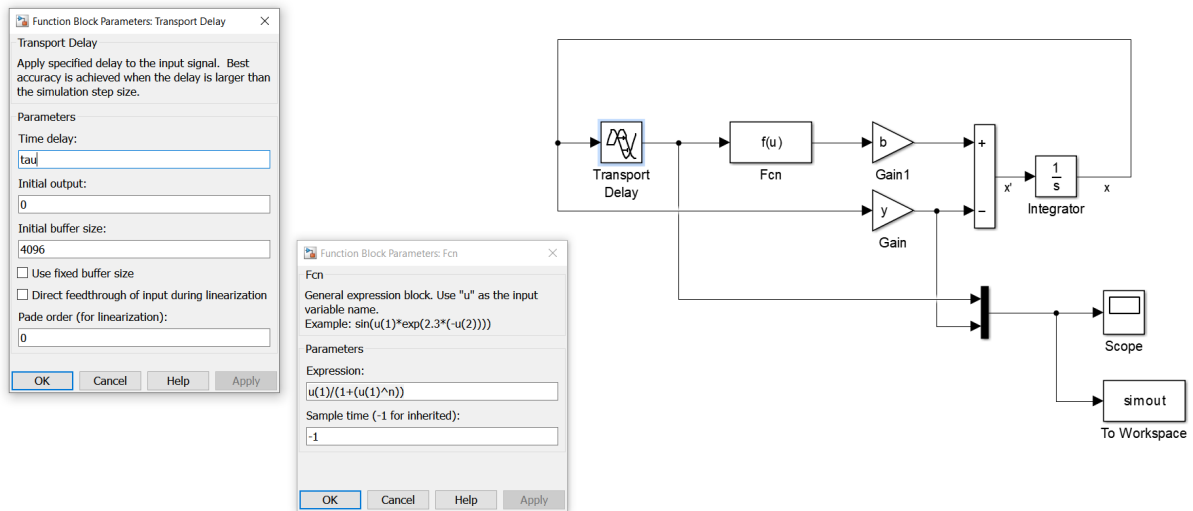 Function Block Parameters: Transport Delay
Transport Delay
Apply specified delay to the input signal.  Best
accuracy is achieved when the delay is larger than
the simulation step size.
Parameters
Time delay:
tau
Initial output:
0
Initial buffer size:
4096
Use fixed buffer size
Direct feedthrough of input during linearization
Pade order (for linearization):
0
OK
Cancel
Help
Apply
Function Block Parameters: Fcn
Fcn
General expression block. Use "u" as the input
variable name.
Example: sin(u(1)*exp(2.3*(-u(2))))
Parameters
Expression:
u(1)/(1+(u(1)^n))
Sample time (-1 for inherited):
-1
OK
Cancel
Help
Apply
Transport
Delay
f(u)
Fcn
b
Gain1
y
Gain
+
−
x'
1
s
Integrator
x
Scope
simout
To Workspace